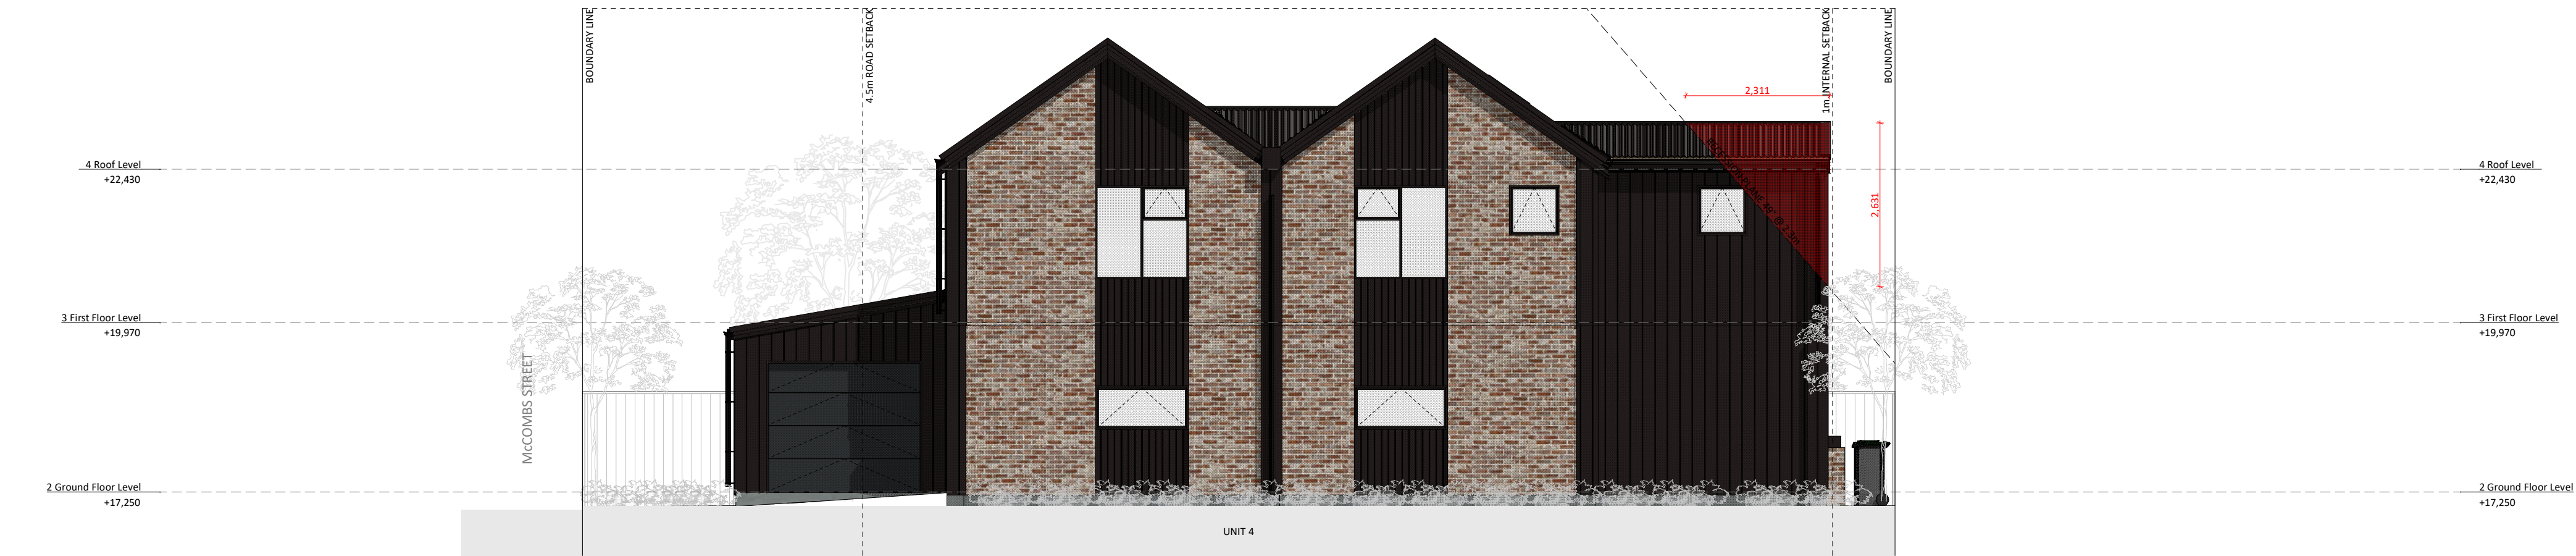 BOUNDARY LINE
4.5m ROAD SETBACK
1m INTERNAL SETBACK
BOUNDARY LINE
2,311
4 Roof Level
+22,430
4 Roof Level
+22,430
2,631
3 First Floor Level
+19,970
3 First Floor Level
+19,970
McCOMBS STREET
2 Ground Floor Level
+17,250
2 Ground Floor Level
+17,250
UNIT 4